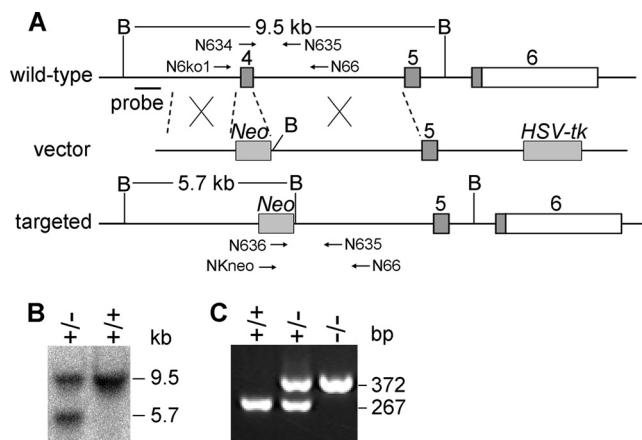 A
B 9.5 kb B
N634 N635
N6ko1 4 N66 5 6
wild-type
probe
Neo B 5 HSV-tk
vector
B 5.7 kb B B
Neo 5 6
targeted
N636 N635
NKneo N66
B
+/- +/+ kb
9.5
5.7
C
+/+ +/- -/- bp
372
267